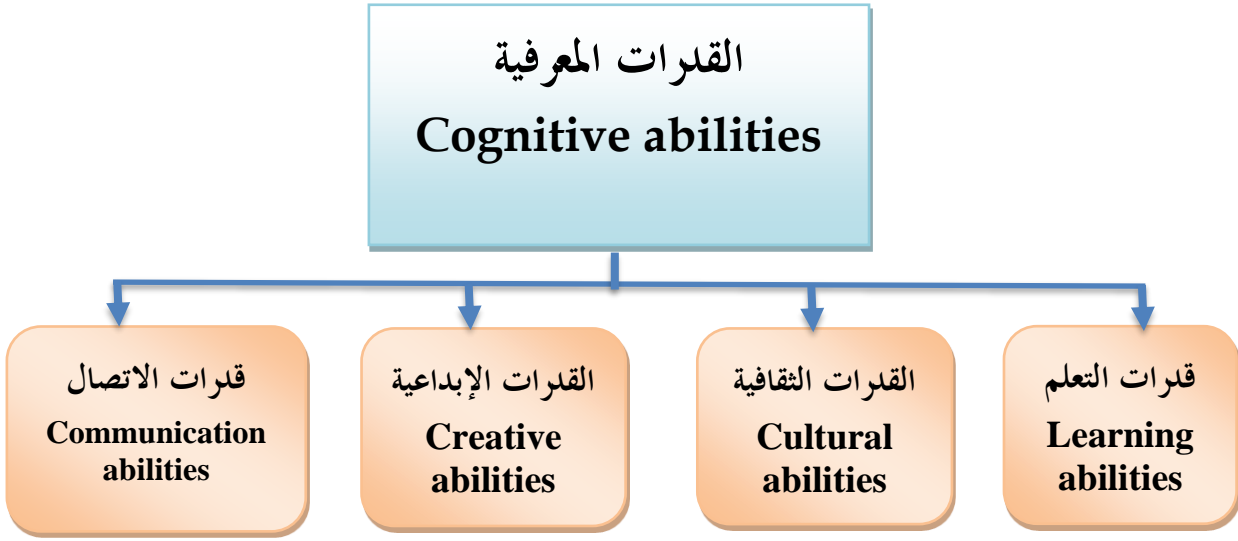 القدرات المعرفية
Cognitive abilities
قدرات الاتصال
Communication
abilities
القدرات الإبداعية
Creative
abilities
القدرات الثقافية
Cultural
abilities
قدرات التعلم
Learning
abilities